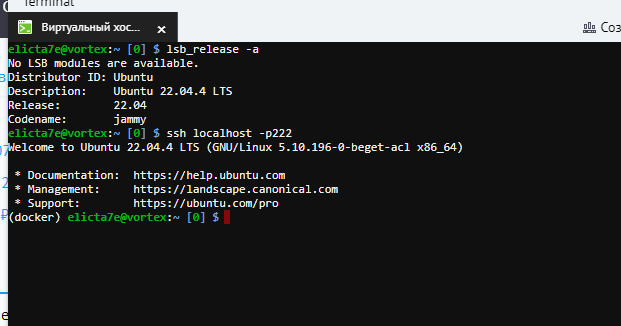 Terminal
Виртуальный хос...
Соз
elicta7e@vortex:~ [0] $ lsb_release -a
No LSB modules are available.
Distributor ID: Ubuntu
Description:    Ubuntu 22.04.4 LTS
Release:        22.04
Codename:       jammy
elicta7e@vortex:~ [0] $ ssh localhost -p222
Welcome to Ubuntu 22.04.4 LTS (GNU/Linux 5.10.196-0-beget-acl x86_64)
 * Documentation:  https://help.ubuntu.com
 * Management:     https://landscape.canonical.com
 * Support:        https://ubuntu.com/pro
(docker) elicta7e@vortex:~ [0] $